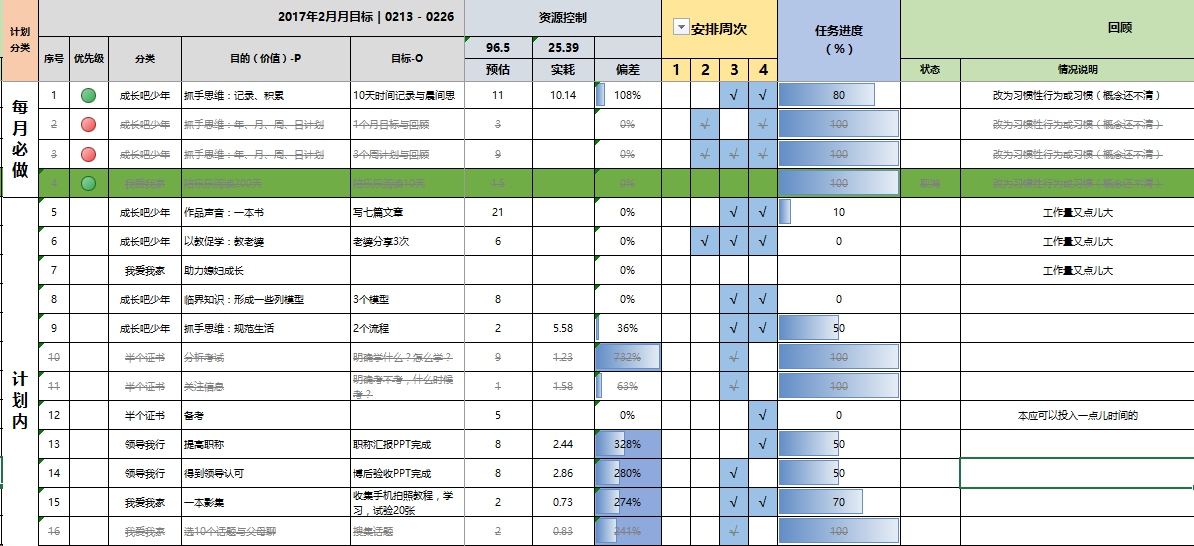 计划分类 2017年2月月目标 | 0213 - 0226 资源控制 安排周次 任务进度（%） 回顾
96.5 25.39
序号 优先级 分类 目的（价值）-P 目标-O 预估 实耗 偏差 1 2 3 4 状态 情况说明
每月必做
1 成长吧少年 抓手思维：记录、积累 10天时间记录与晨间思 11 10.14 108% √ √ 80 改为习惯性行为或习惯（概念还不清）
2 成长吧少年 抓手思维：年、月、周、日计划 1个月目标与回顾 3 0% √ √ 100 改为习惯性行为或习惯（概念还不清）
3 成长吧少年 抓手思维：年、月、周、日计划 3个周计划与回顾 9 0% √ √ √ 100 改为习惯性行为或习惯（概念还不清）
4 我爱我家 1.5 0% 100 改为习惯性行为或习惯（概念还不清）
计划内
5 成长吧少年 作品声音：一本书 写七篇文章 21 0% √ √ 10 工作量又点儿大
6 成长吧少年 以教促学：教老婆 老婆分享3次 6 0% √ √ √ 0 工作量又点儿大
7 我爱我家 助力媳妇成长 0% 工作量又点儿大
8 成长吧少年 临界知识：形成一些列模型 3个模型 8 0% √ √ 0
9 成长吧少年 抓手思维：规范生活 2个流程 2 5.58 36% √ √ 50
10 半个证书 分析考试 明确学什么？怎么学？ 9 1.23 732% √ 100
11 半个证书 关注信息 明确考不考，什么时候考？ 1 1.58 63% √ 100
12 半个证书 备考 5 0% √ 0 本应可以投入一点儿时间的
13 领导我行 提高职称 职称汇报PPT完成 8 2.44 328% √ 50
14 领导我行 得到领导认可 博后验收PPT完成 8 2.86 280% √ 50
15 我爱我家 一本影集 收集手机拍照教程，学习，试验20张 2 0.73 274% √ √ 70
16 我爱我家 选10个话题与父母聊 搜集话题 2 0.83 241% √ 100